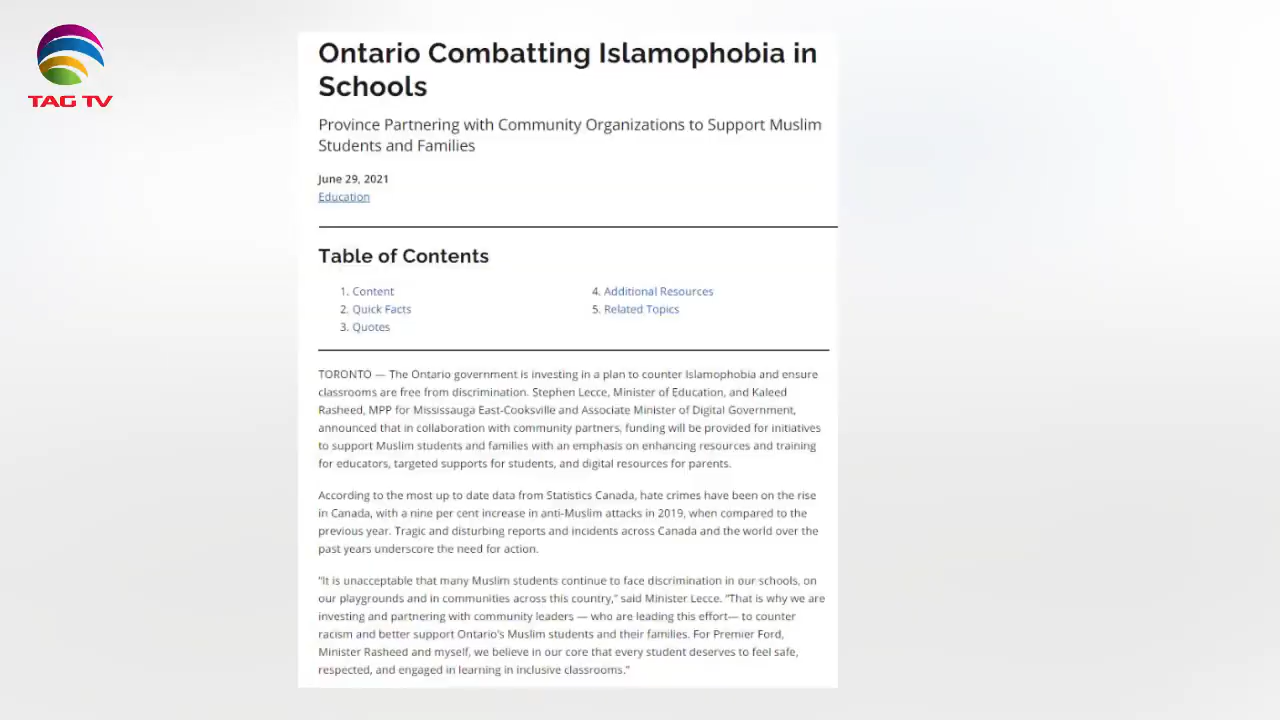 TAG TV
Ontario Combatting Islamophobia in
Schools
Province Partnering with Community Organizations to Support Muslim
Students and Families
June 29, 2021
Education
Table of Contents
1. Content
2. Quick Facts
3. Quotes
4. Additional Resources
5. Related Topics
TORONTO — The Ontario government is investing in a plan to counter Islamophobia and ensure
classrooms are free from discrimination. Stephen Lecce, Minister of Education, and Kaleed
Rasheed, MPP for Mississauga East-Cooksville and Associate Minister of Digital Government,
announced that in collaboration with community partners, funding will be provided for initiatives
to support Muslim students and families with an emphasis on enhancing resources and training
for educators, targeted supports for students, and digital resources for parents.
According to the most up to date data from Statistics Canada, hate crimes have been on the rise
in Canada, with a nine per cent increase in anti-Muslim attacks in 2019, when compared to the
previous year. Tragic and disturbing reports and incidents across Canada and the world over the
past years underscore the need for action.
“It is unacceptable that many Muslim students continue to face discrimination in our schools, on
our playgrounds and in communities across this country,” said Minister Lecce. “That is why we are
investing and partnering with community leaders — who are leading this effort— to counter
racism and better support Ontario’s Muslim students and their families. For Premier Ford,
Minister Rasheed and myself, we believe in our core that every student deserves to feel safe,
respected, and engaged in learning in inclusive classrooms.”